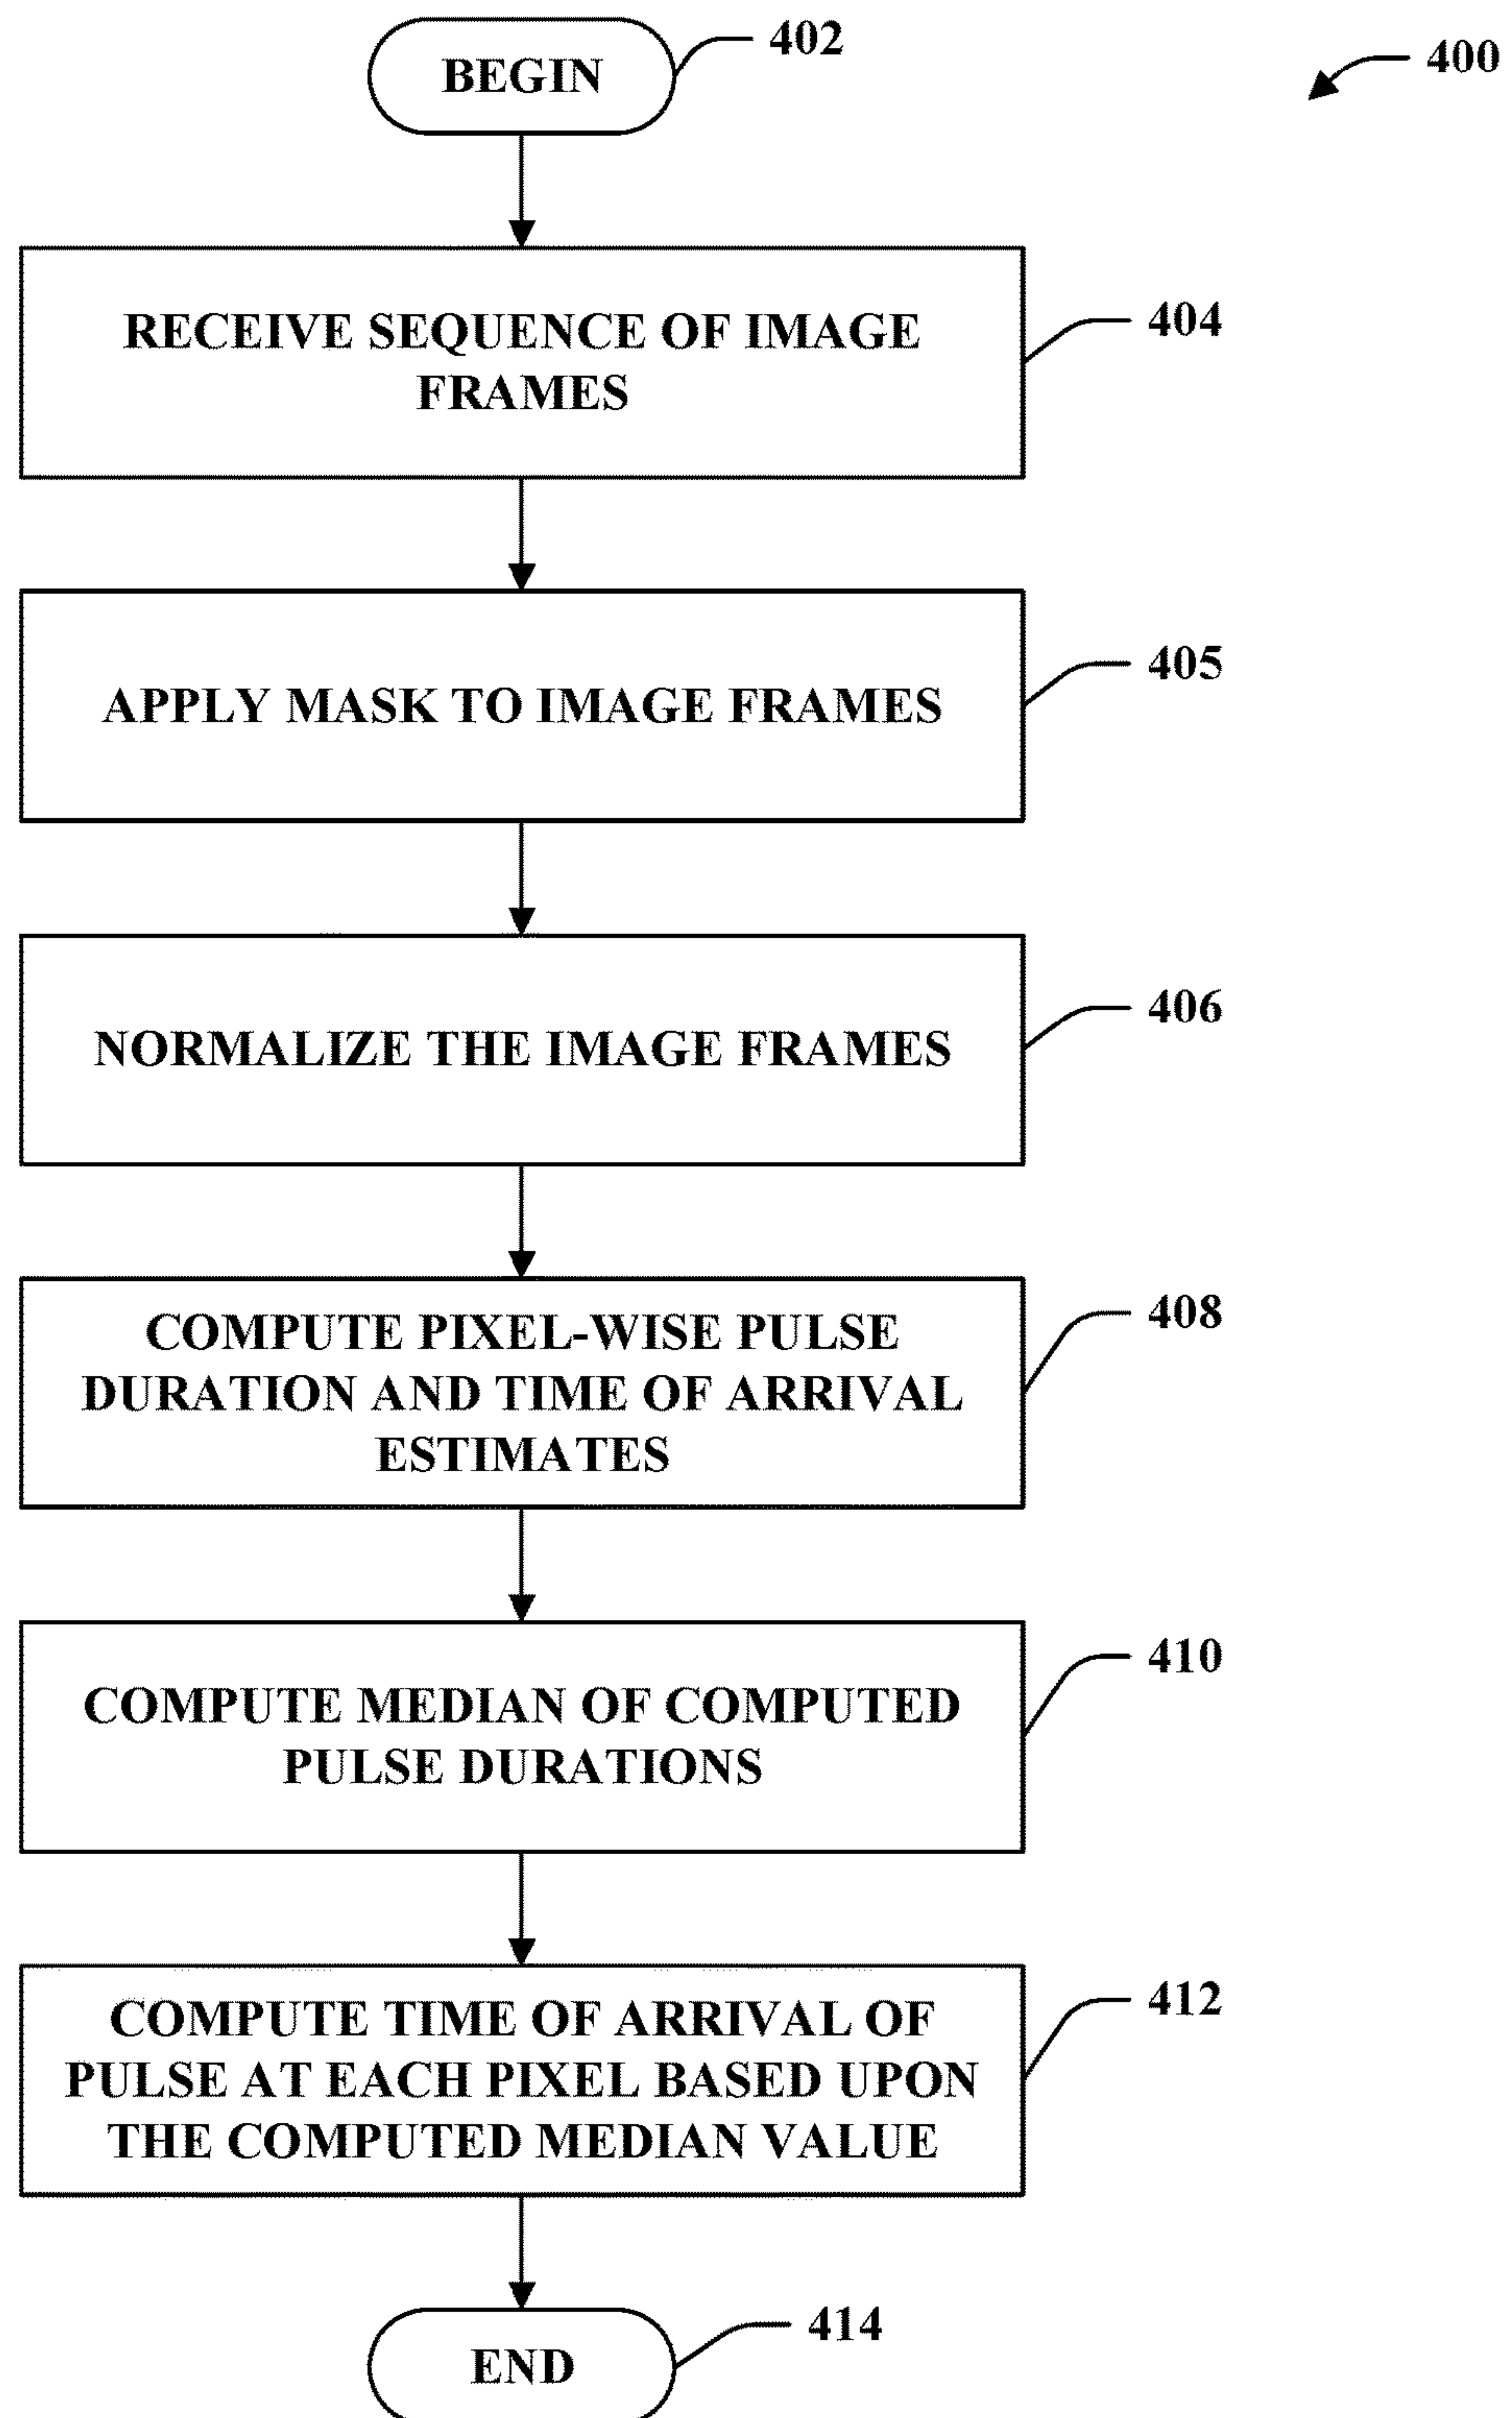 BEGIN
402
400
RECEIVE SEQUENCE OF IMAGE
FRAMES
404
APPLY MASK TO IMAGE FRAMES
405
NORMALIZE THE IMAGE FRAMES
406
COMPUTE PIXEL-WISE PULSE
DURATION AND TIME OF ARRIVAL
ESTIMATES
408
COMPUTE MEDIAN OF COMPUTED
PULSE DURATIONS
410
COMPUTE TIME OF ARRIVAL OF
PULSE AT EACH PIXEL BASED UPON
THE COMPUTED MEDIAN VALUE
412
END
414